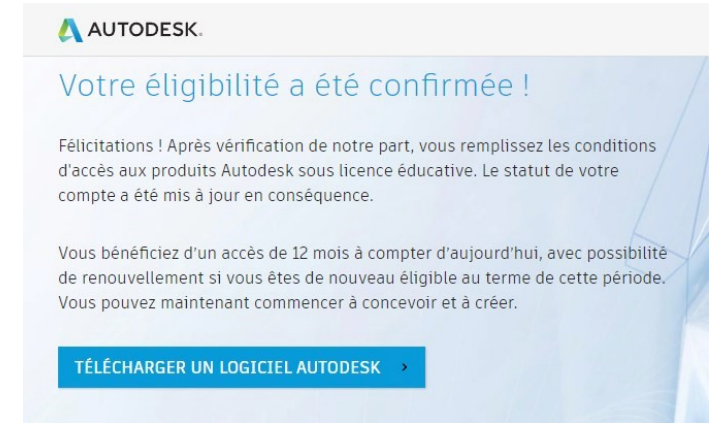 AUTODESK.
Votre éligibilité a été confirmée !
Félicitations ! Après vérification de notre part, vous remplissez les conditions
d'accès aux produits Autodesk sous licence éducative. Le statut de votre
compte a été mis à jour en conséquence.
Vous bénéficiez d'un accès de 12 mois à compter d'aujourd'hui, avec possibilité
de renouvellement si vous êtes de nouveau éligible au terme de cette période.
Vous pouvez maintenant commencer à concevoir et à créer.
TÉLÉCHARGER UN LOGICIEL AUTODESK >